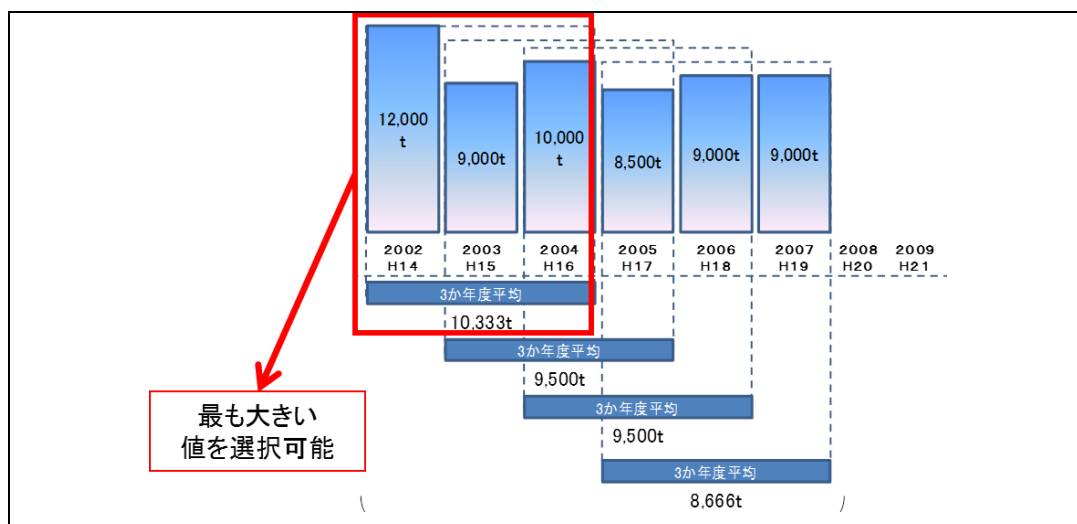 12,000
t
9,000t
10,000
t
8,500t
9,000t
9,000t
2002
H14
2003
H15
2004
H16
2005
H17
2006
H18
2007
H19
2008
H20
2009
H21
3か年度平均
10,333t
3か年度平均
9,500t
3か年度平均
9,500t
3か年度平均
8,666t
最も大きい
値を選択可能